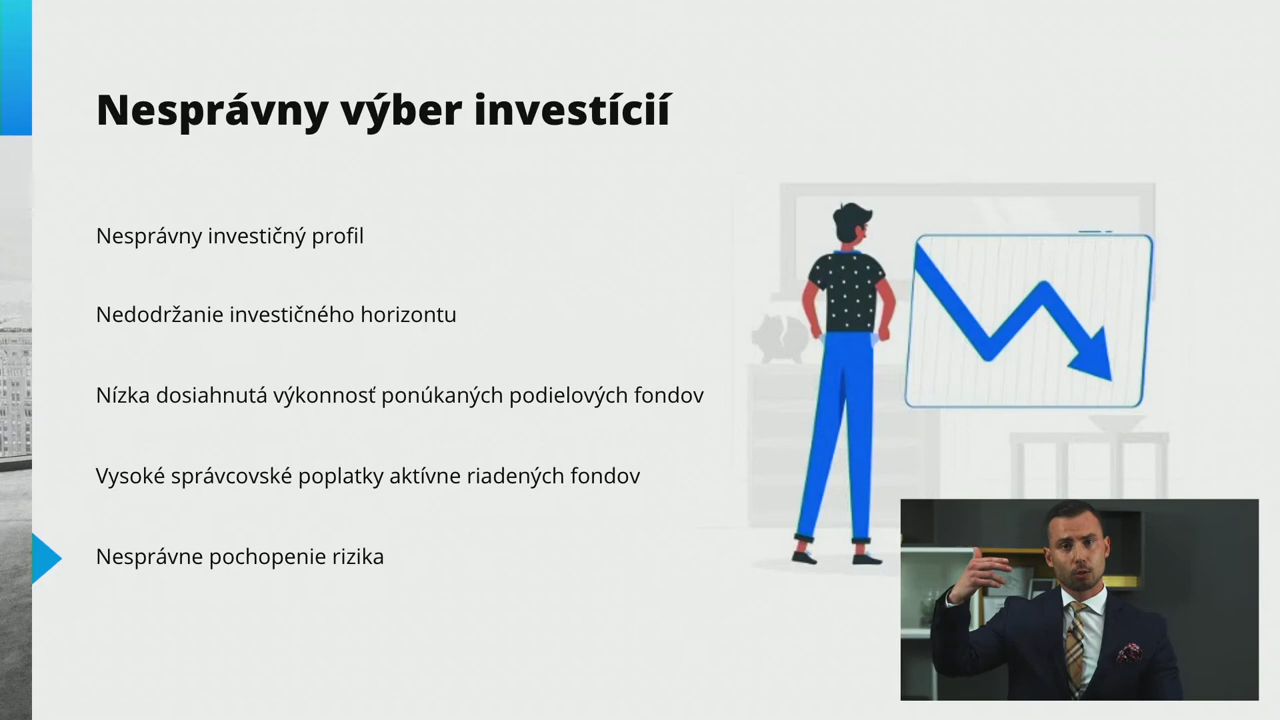 Nesprávny výber investícií
Nesprávny investičný profil
Nedodržanie investičného horizontu
Nízka dosiahnutá výkonnosť ponúkaných podielových fondov
Vysoké správcovské poplatky aktívne riadených fondov
Nesprávne pochopenie rizika